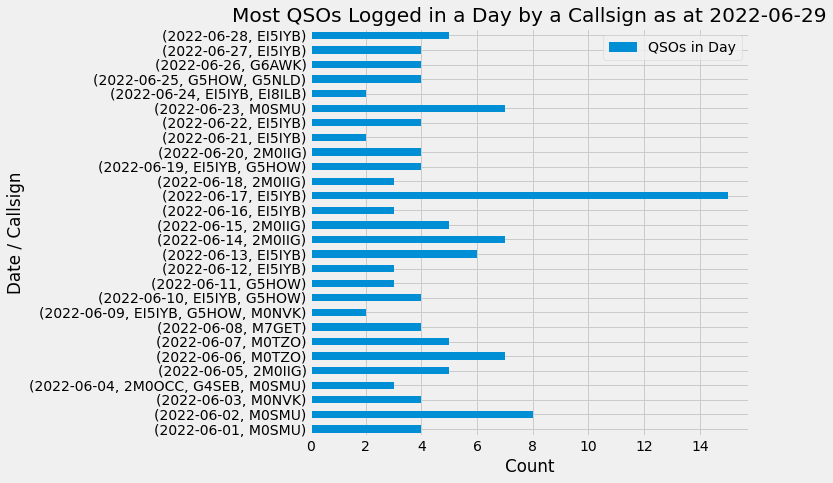 Most QSOs Logged in a Day by a Callsign as at 2022-06-29
QSOs in Day
Date / Callsign
(2022-06-28, EI5IYB)
(2022-06-27, EI5IYB)
(2022-06-26, G6AWK)
(2022-06-25, G5HOW, G5NLD)
(2022-06-24, EI5IYB, EI8ILB)
(2022-06-23, M0SMU)
(2022-06-22, EI5IYB)
(2022-06-21, EI5IYB)
(2022-06-20, 2M0IIG)
(2022-06-19, EI5IYB, G5HOW)
(2022-06-18, 2M0IIG)
(2022-06-17, EI5IYB)
(2022-06-16, EI5IYB)
(2022-06-15, 2M0IIG)
(2022-06-14, 2M0IIG)
(2022-06-13, EI5IYB)
(2022-06-12, EI5IYB)
(2022-06-11, G5HOW)
(2022-06-10, EI5IYB, G5HOW)
(2022-06-09, EI5IYB, G5HOW, M0NVK)
(2022-06-08, M7GET)
(2022-06-07, M0TZO)
(2022-06-06, M0TZO)
(2022-06-05, 2M0IIG)
(2022-06-04, 2M0OCC, G4SEB, M0SMU)
(2022-06-03, M0NVK)
(2022-06-02, M0SMU)
(2022-06-01, M0SMU)
0 2 4 6 8 10 12 14
Count